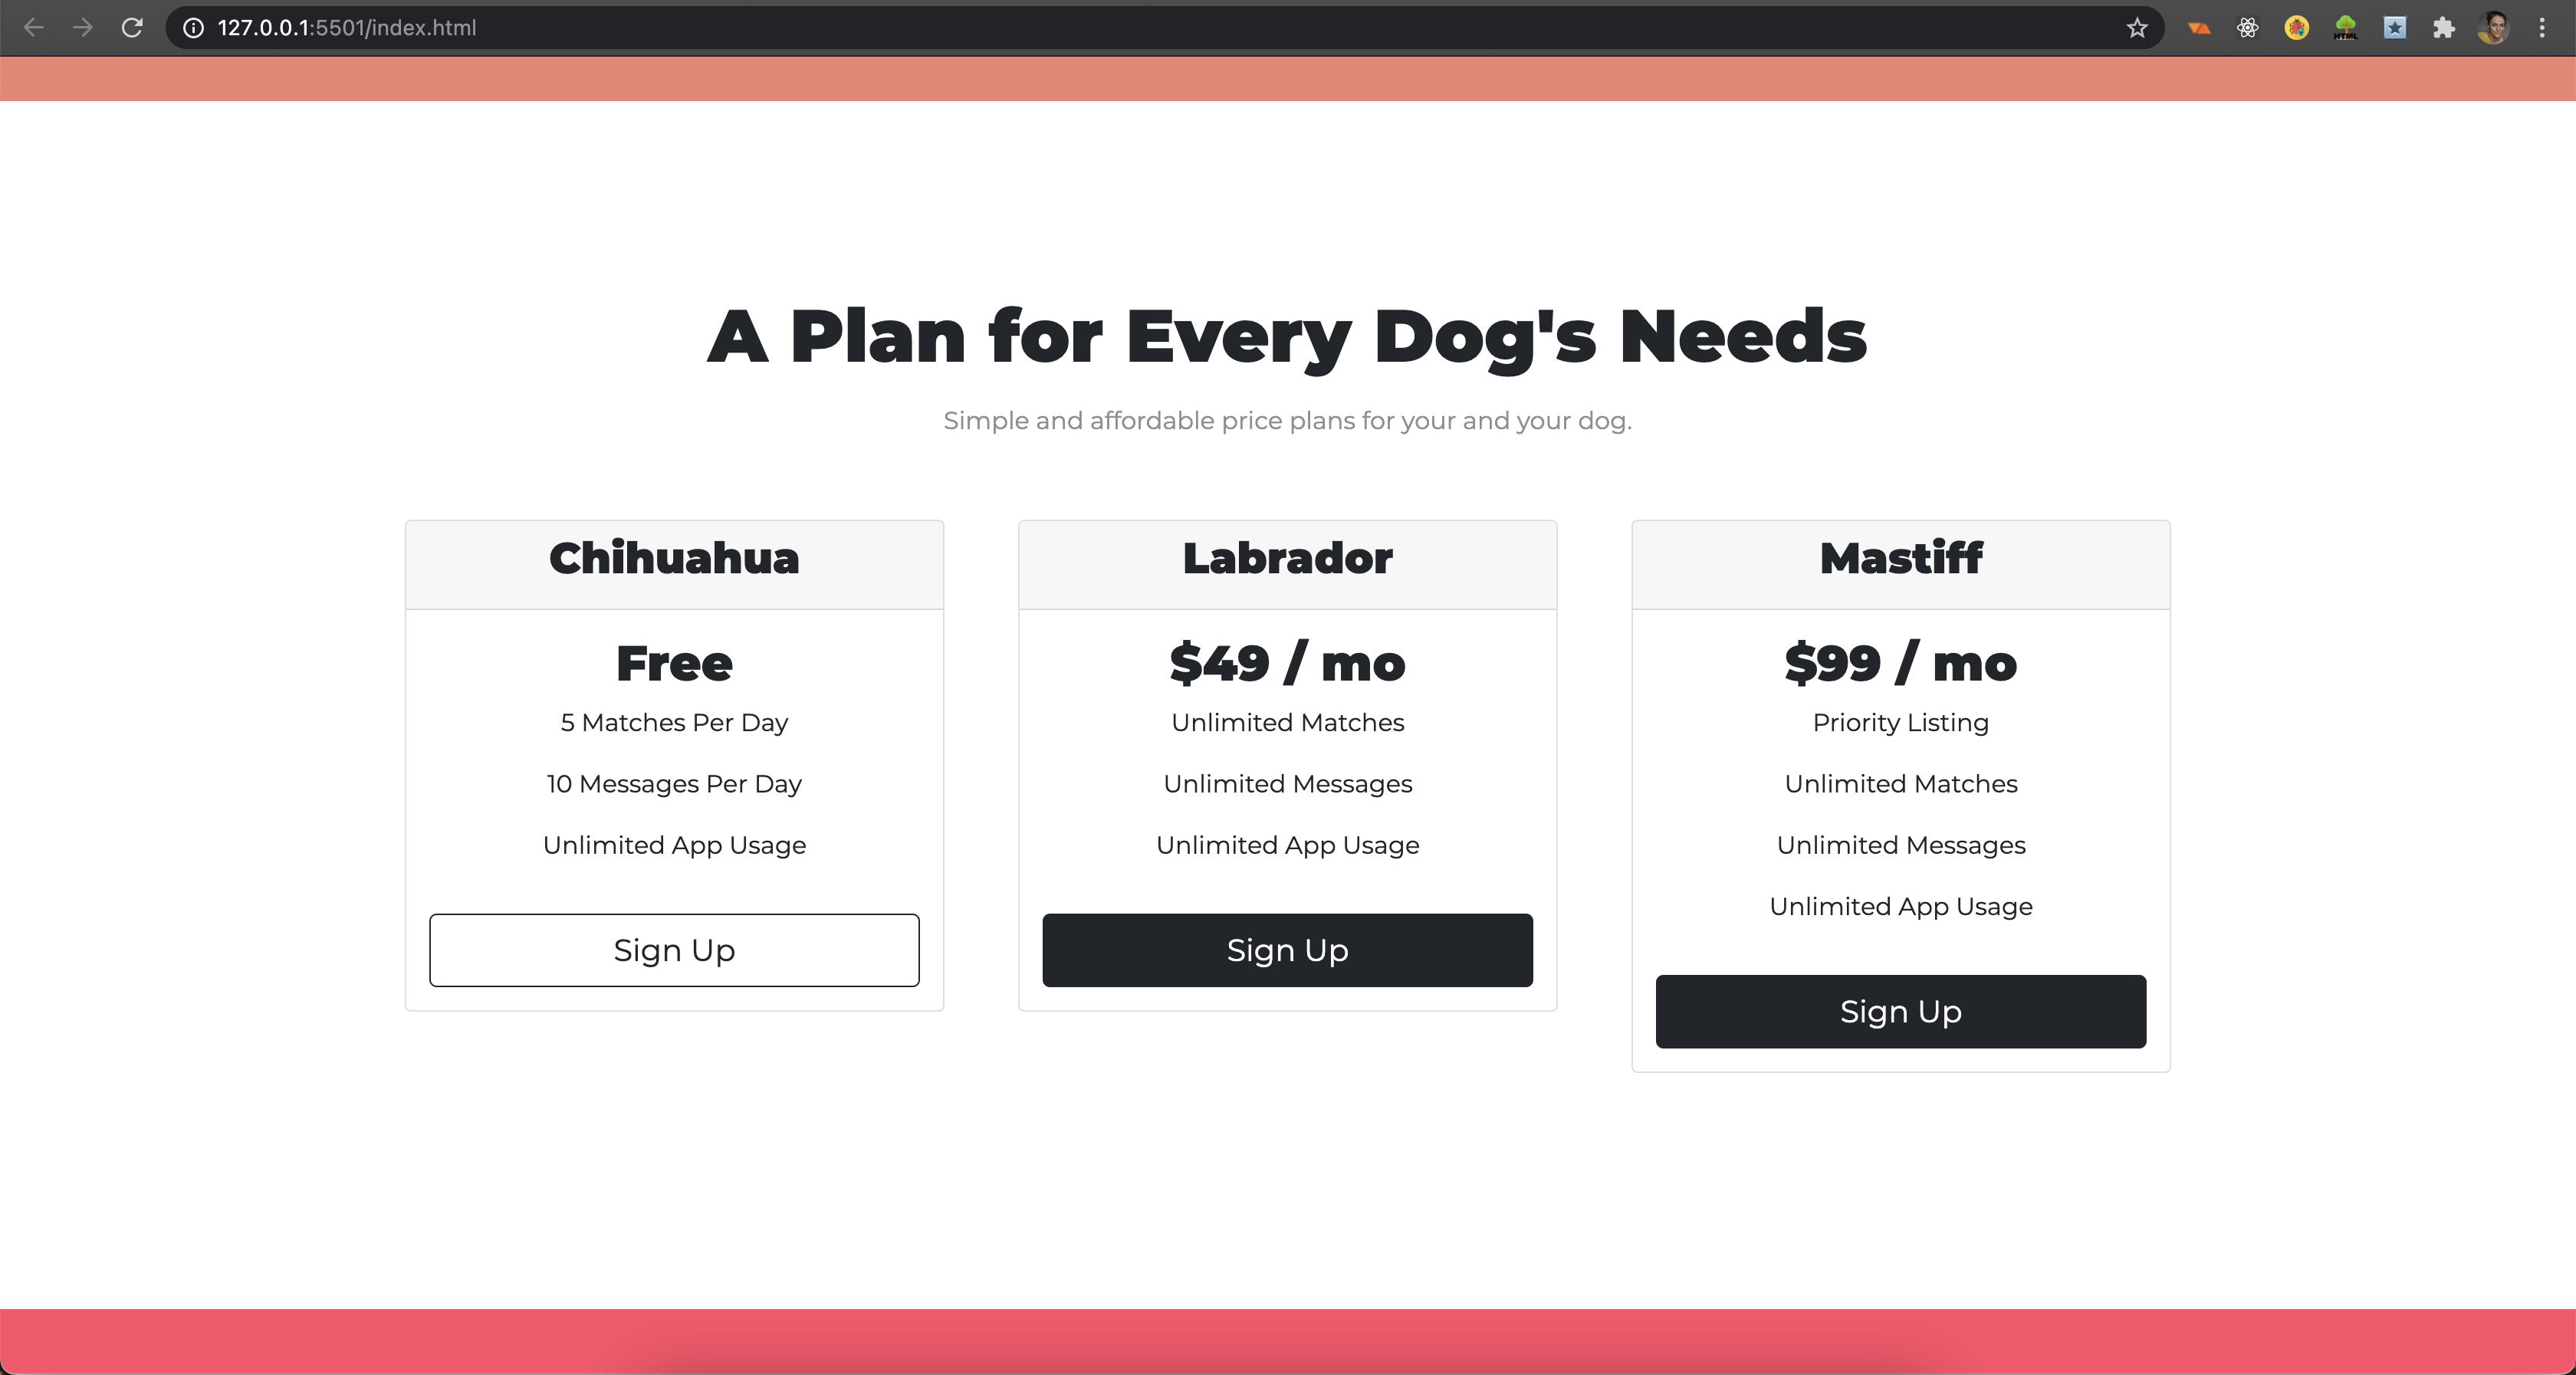 127.0.0.1:5501/index.html
HTML
A Plan for Every Dog's Needs
Simple and affordable price plans for your and your dog.
Chihuahua
Free
5 Matches Per Day
10 Messages Per Day
Unlimited App Usage
Sign Up
Labrador
$49 / mo
Unlimited Matches
Unlimited Messages
Unlimited App Usage
Sign Up
Mastiff
$99 / mo
Priority Listing
Unlimited Matches
Unlimited Messages
Unlimited App Usage
Sign Up